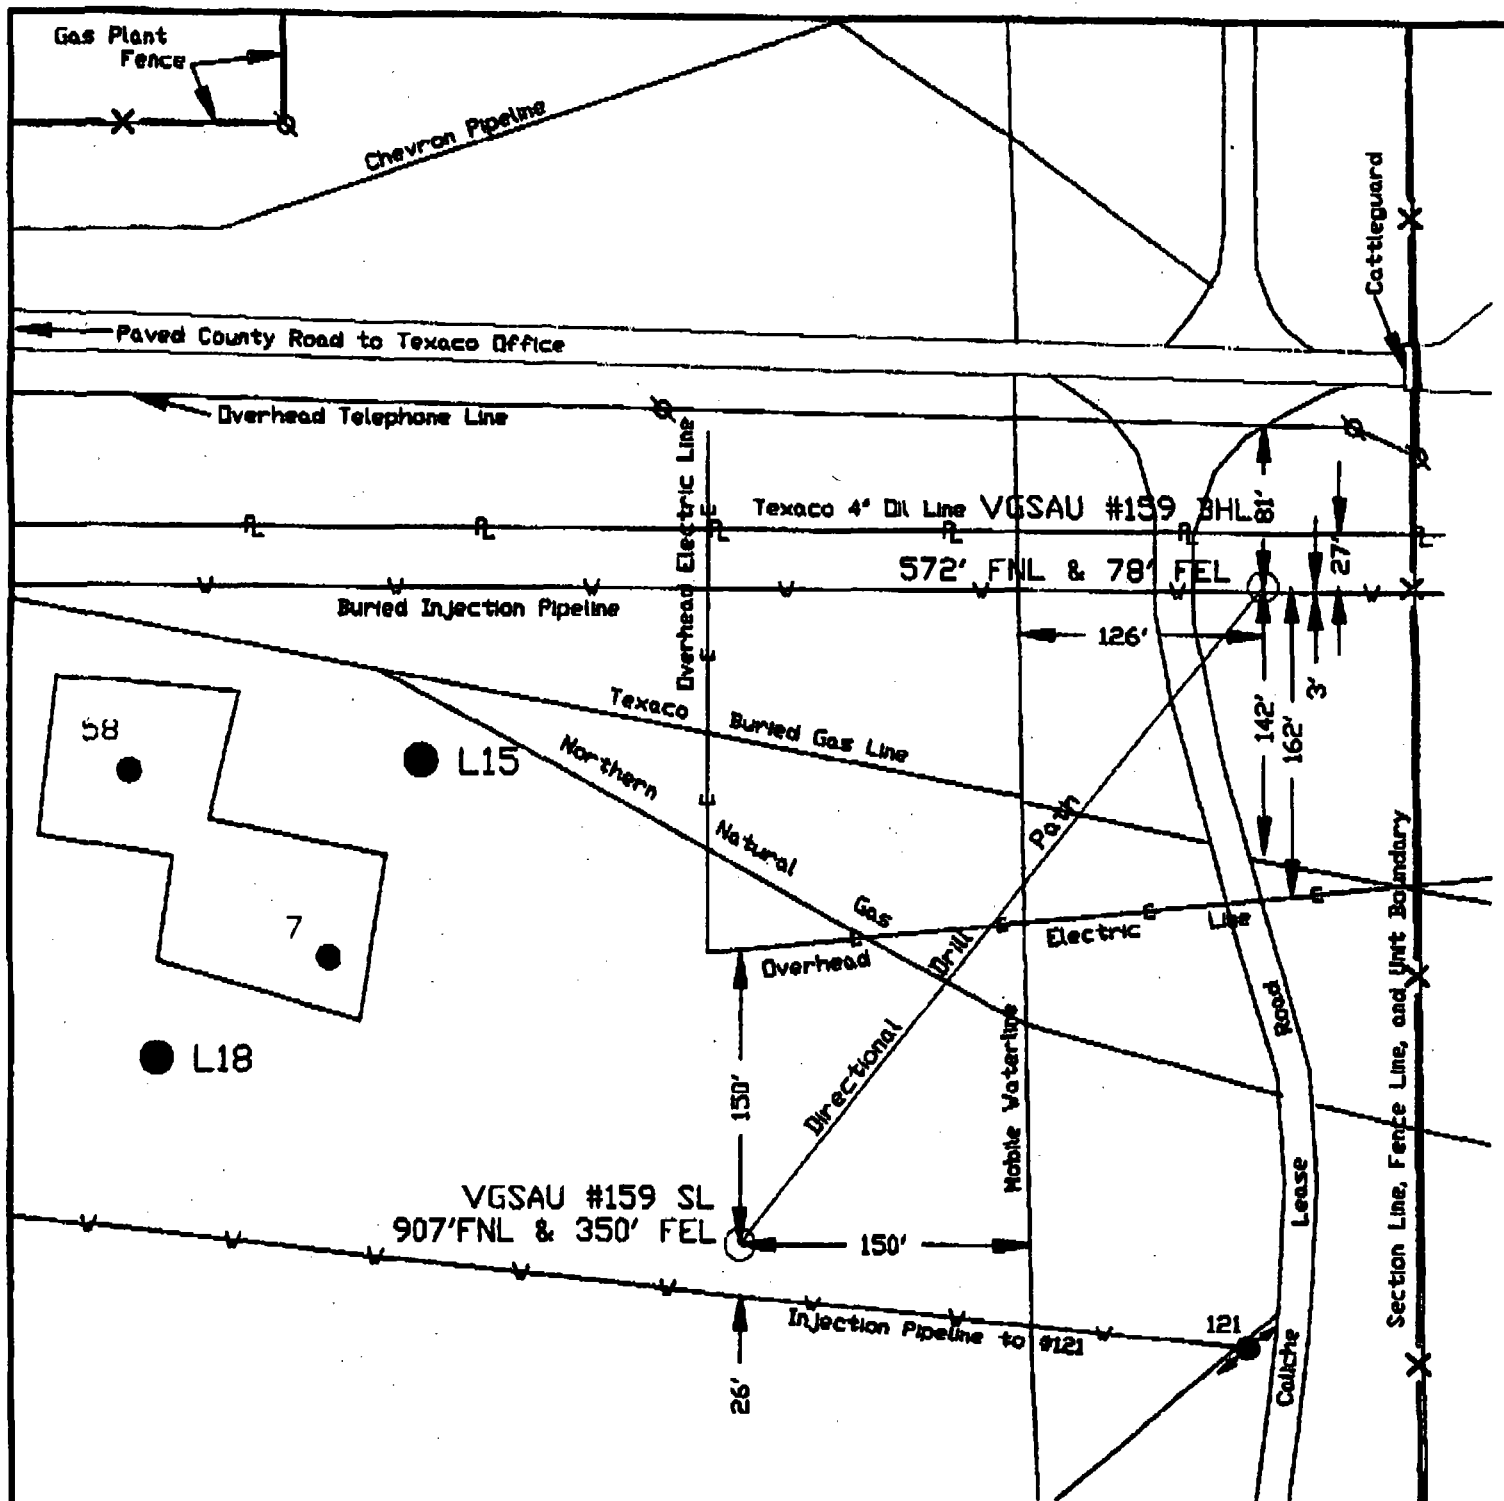 Gas Plant
Fence
Chevron Pipeline
Cattleguard
Paved County Road to Texaco Office
Overhead Telephone Line
Overhead Electric Line
Texaco 4" Oil Line
VGSAU #159 BHL
81'
27'
572' FNL & 78' FEL
Buried Injection Pipeline
126'
3'
142'
162'
Texaco Buried Gas Line
58
L15
Northern Natural Gas
Directional Drill Path
7
Overhead Electric Line
L18
150'
Mobile Waterline
Section Line, Fence Line, and Unit Boundary
VGSAU #159 SL
907'FNL & 350' FEL
150'
Caliche Lease Road
Injection Pipeline to #121
121
26'